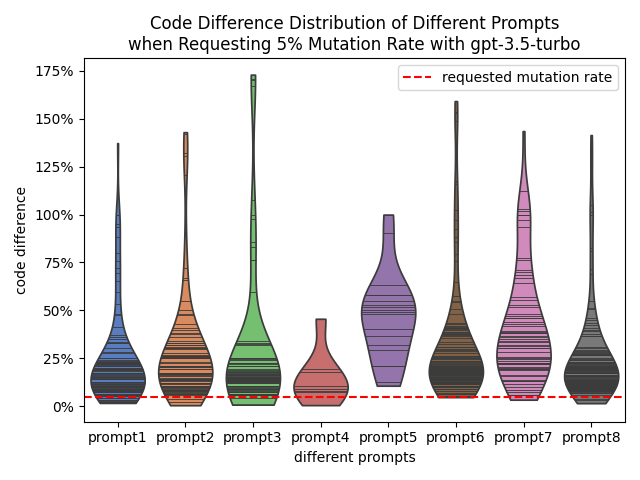 Code Difference Distribution of Different Prompts
when Requesting 5% Mutation Rate with gpt-3.5-turbo
requested mutation rate
175%
150%
125%
100%
75%
50%
25%
0%
code difference
prompt1 prompt2 prompt3 prompt4 prompt5 prompt6 prompt7 prompt8
different prompts